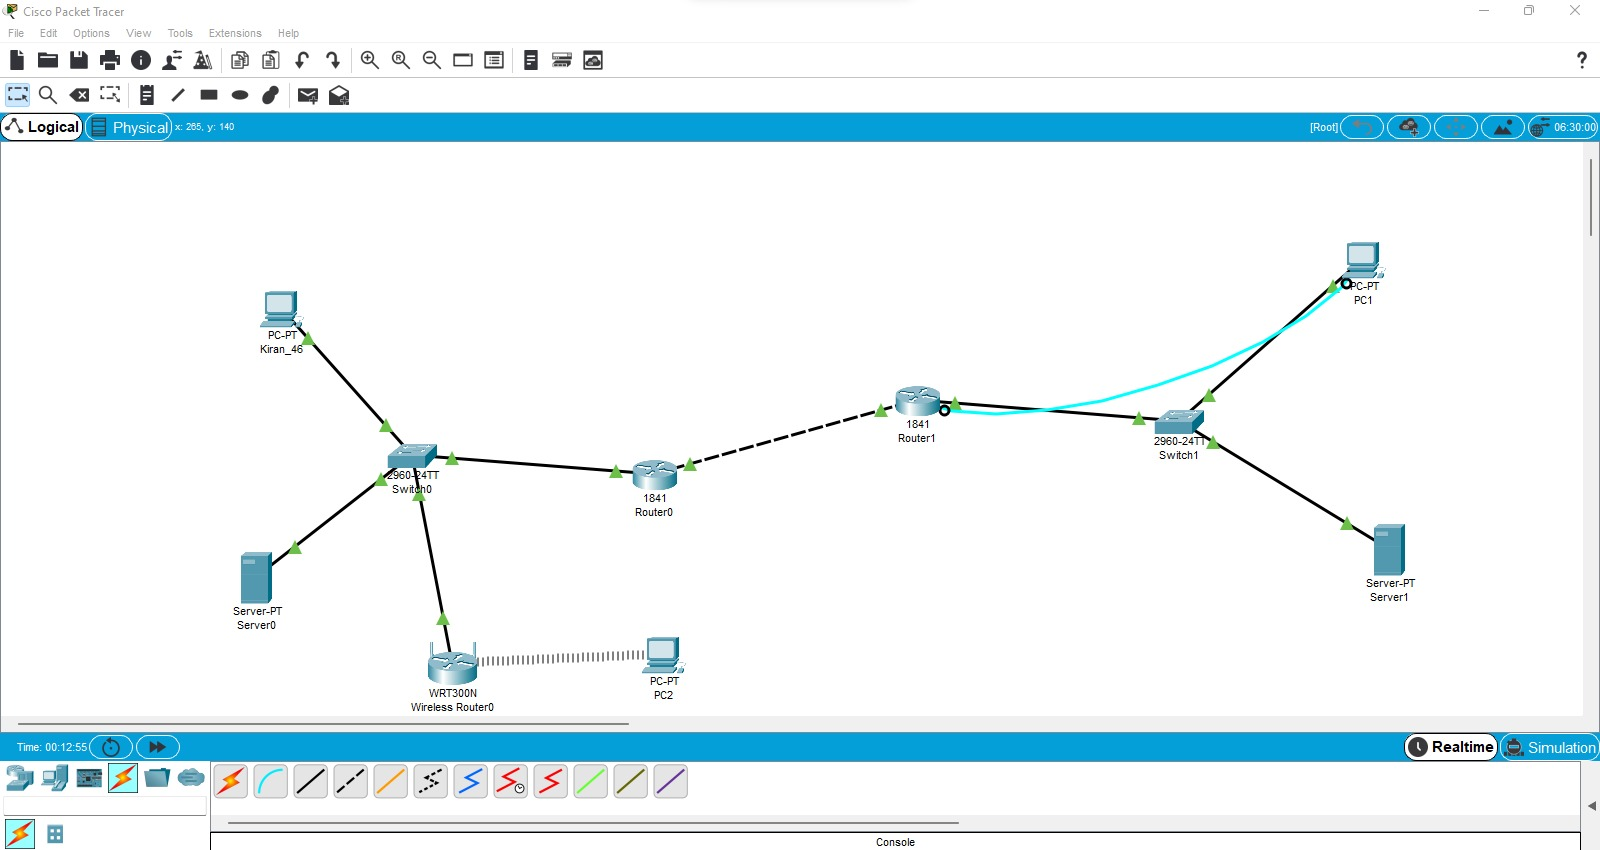 Cisco Packet Tracer
File Edit Options View Tools Extensions Help
Logical Physical x: 265, y: 140 [Root] 06:30:00
PC-PT
PC1
PC-PT
Kiran_46
1841
Router1
2960-24TT
Switch1
2960-24TT
Switch0
1841
Router0
Server-PT
Server1
Server-PT
Server0
PC-PT
PC2
WRT300N
Wireless Router0
Time: 00:12:55 Realtime Simulation
Console